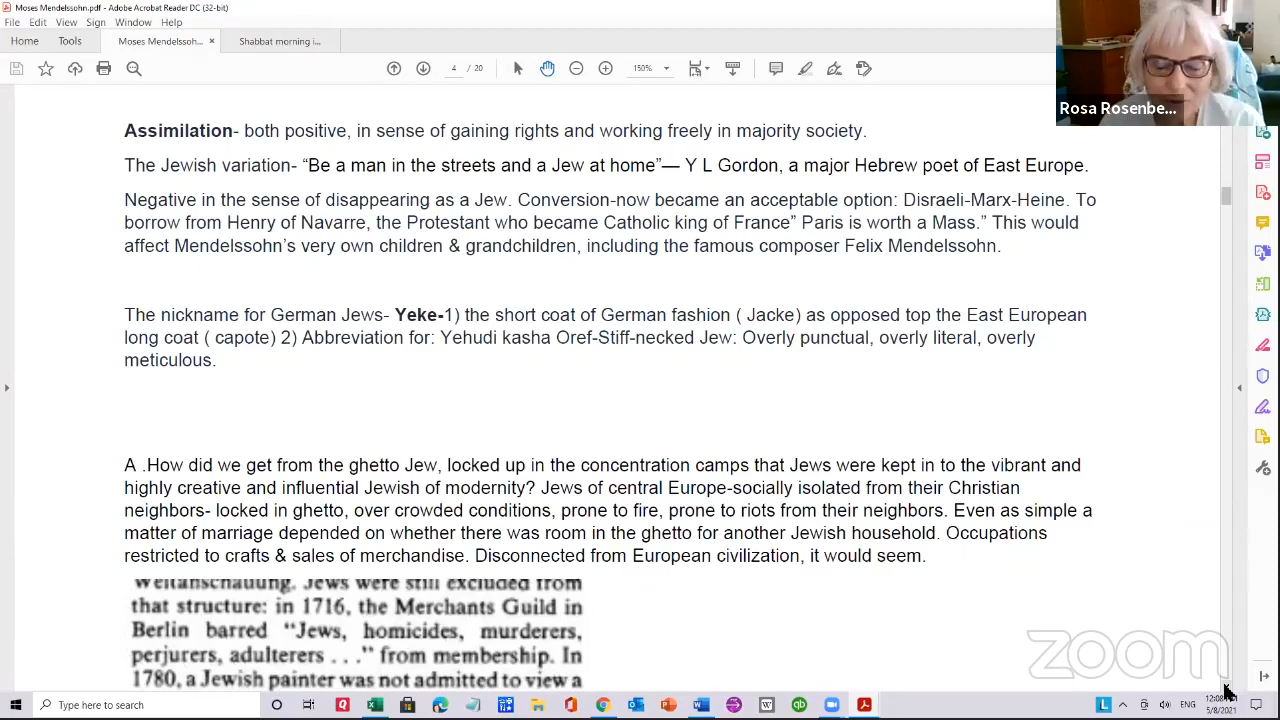 Moses Mendelssohn.pdf - Adobe Acrobat Reader DC (32-bit)
File Edit View Sign Window Help
Home Tools Moses Mendelssoh... × Shabbat morning i...
4 / 20 150%
Rosa Rosenbe...
Assimilation- both positive, in sense of gaining rights and working freely in majority society.
The Jewish variation- “Be a man in the streets and a Jew at home”— Y L Gordon, a major Hebrew poet of East Europe.
Negative in the sense of disappearing as a Jew. Conversion-now became an acceptable option: Disraeli-Marx-Heine. To
borrow from Henry of Navarre, the Protestant who became Catholic king of France” Paris is worth a Mass.” This would
affect Mendelssohn’s very own children & grandchildren, including the famous composer Felix Mendelssohn.
The nickname for German Jews- Yeke-1) the short coat of German fashion ( Jacke) as opposed top the East European
long coat ( capote) 2) Abbreviation for: Yehudi kasha Oref-Stiff-necked Jew: Overly punctual, overly literal, overly
meticulous.
A .How did we get from the ghetto Jew, locked up in the concentration camps that Jews were kept in to the vibrant and
highly creative and influential Jewish of modernity? Jews of central Europe-socially isolated from their Christian
neighbors- locked in ghetto, over crowded conditions, prone to fire, prone to riots from their neighbors. Even as simple a
matter of marriage depended on whether there was room in the ghetto for another Jewish household. Occupations
restricted to crafts & sales of merchandise. Disconnected from European civilization, it would seem.
Weltanschauung. Jews were still excluded from
that structure: in 1716, the Merchants Guild in
Berlin barred “Jews, homicides, murderers,
perjurers, adulterers . . .” from membership. In
1780, a Jewish painter was not admitted to view a
zoom
Type here to search
ENG
5/8/2021